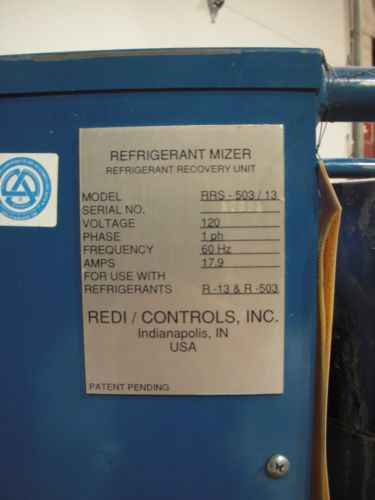 REFRIGERANT MIZER
REFRIGERANT RECOVERY UNIT
MODEL RRS - 503 / 13
SERIAL NO.
VOLTAGE 120
PHASE 1 ph
FREQUENCY 60 Hz
AMPS 17.9
FOR USE WITH
REFRIGERANTS R -13 & R -503
REDI / CONTROLS, INC.
Indianapolis, IN
USA
PATENT PENDING